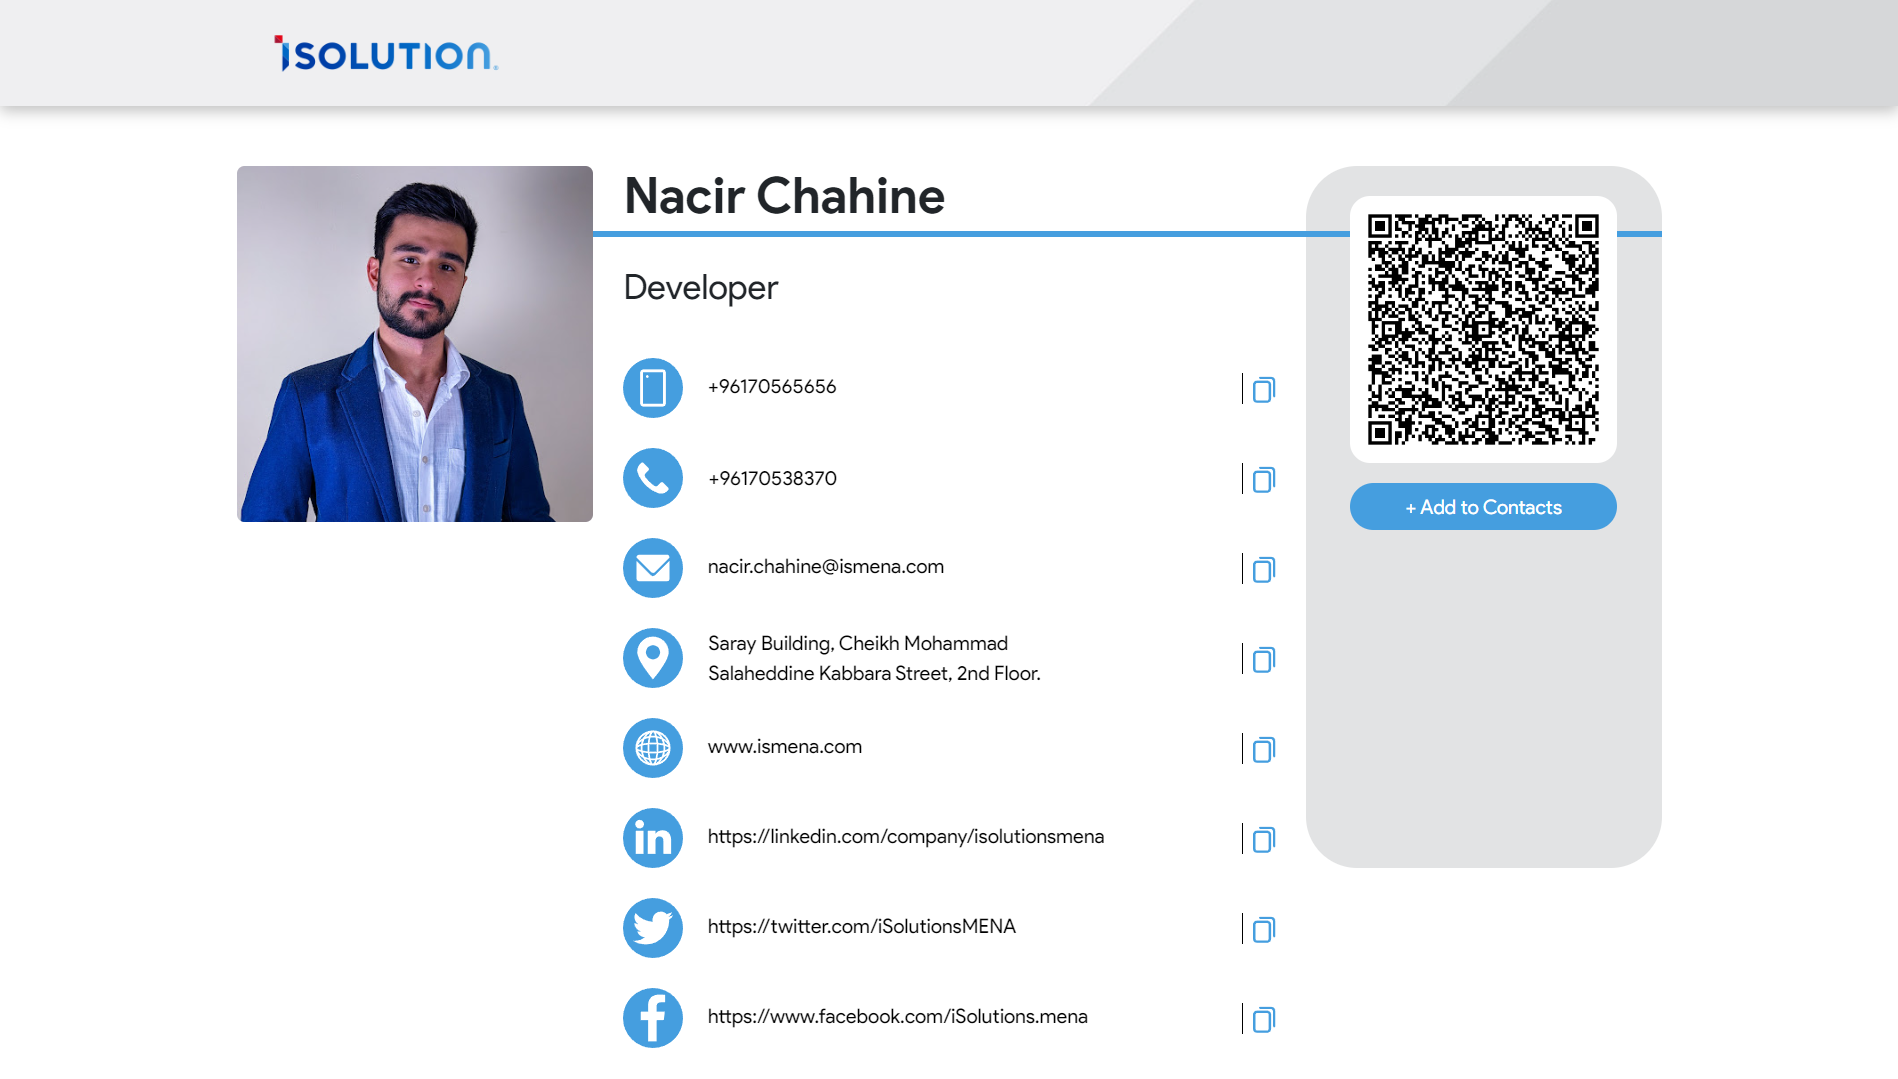 iSOLUTION
Nacir Chahine
Developer
+96170565656
+96170538370
nacir.chahine@ismena.com
Saray Building, Cheikh Mohammad
Salaheddine Kabbara Street, 2nd Floor.
www.ismena.com
https://linkedin.com/company/isolutionsmena
https://twitter.com/iSolutionsMENA
https://www.facebook.com/iSolutions.mena
+ Add to Contacts